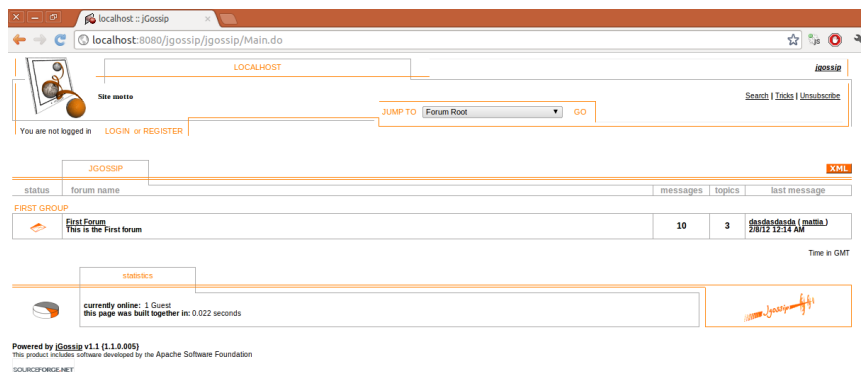 localhost :: jGossip
localhost:8080/jgossip/jgossip/Main.do
LOCALHOST
jgossip
Site motto
Search | Tricks | Unsubscribe
JUMP TO Forum Root GO
You are not logged in LOGIN or REGISTER
JGOSSIP
XML
status forum name messages topics last message
FIRST GROUP
First Forum
This is the First forum
10 3
dasdasdasda ( mattia )
2/8/12 12:14 AM
Time in GMT
statistics
currently online: 1 Guest
this page was built together in: 0.022 seconds
jgossip
Powered by jGossip v1.1 {1.1.0.005}
This product includes software developed by the Apache Software Foundation
SOURCEFORGE.NET